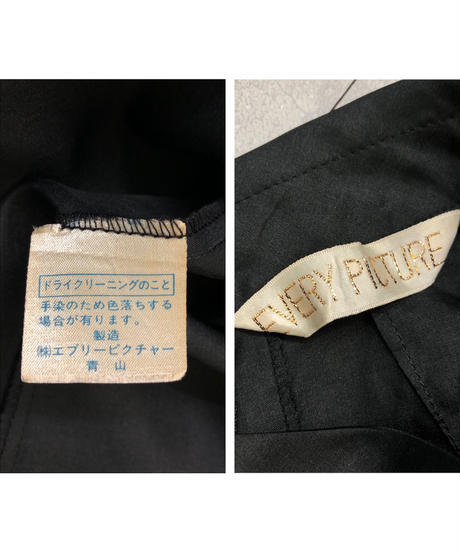 ドライクリーニングのこと
手染のため色落ちする
場合が有ります。
製造
㈱エブリーピクチャー
青山
EVERY PICTURE